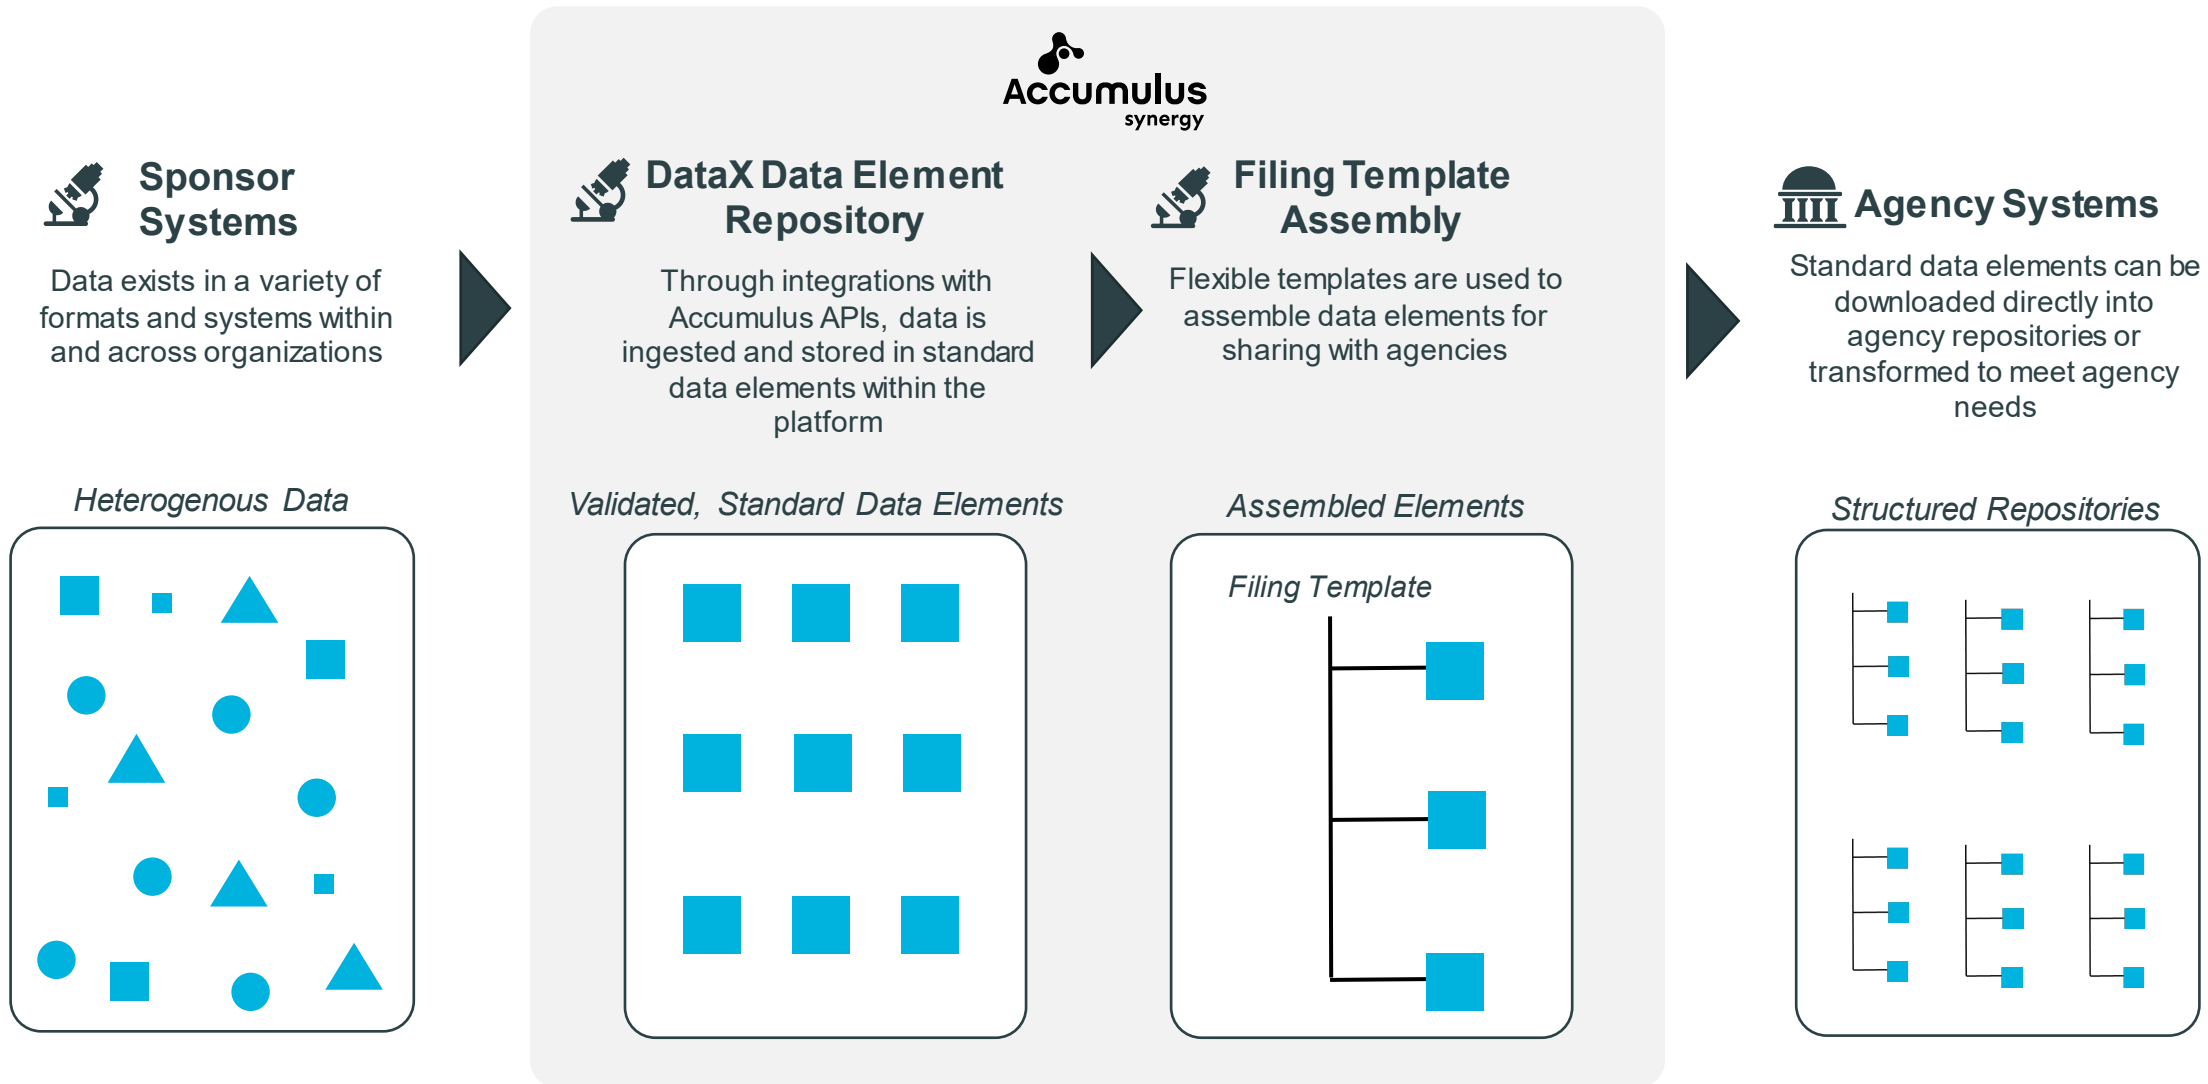 Accumulus
synergy
Sponsor
Systems
Data exists in a variety of
formats and systems within
and across organizations
Heterogenous Data
DataX Data Element
Repository
Through integrations with
Accumulus APIs, data is
ingested and stored in standard
data elements within the
platform
Validated, Standard Data Elements
Filing Template
Assembly
Flexible templates are used to
assemble data elements for
sharing with agencies
Assembled Elements
Filing Template
Agency Systems
Standard data elements can be
downloaded directly into
agency repositories or
transformed to meet agency
needs
Structured Repositories